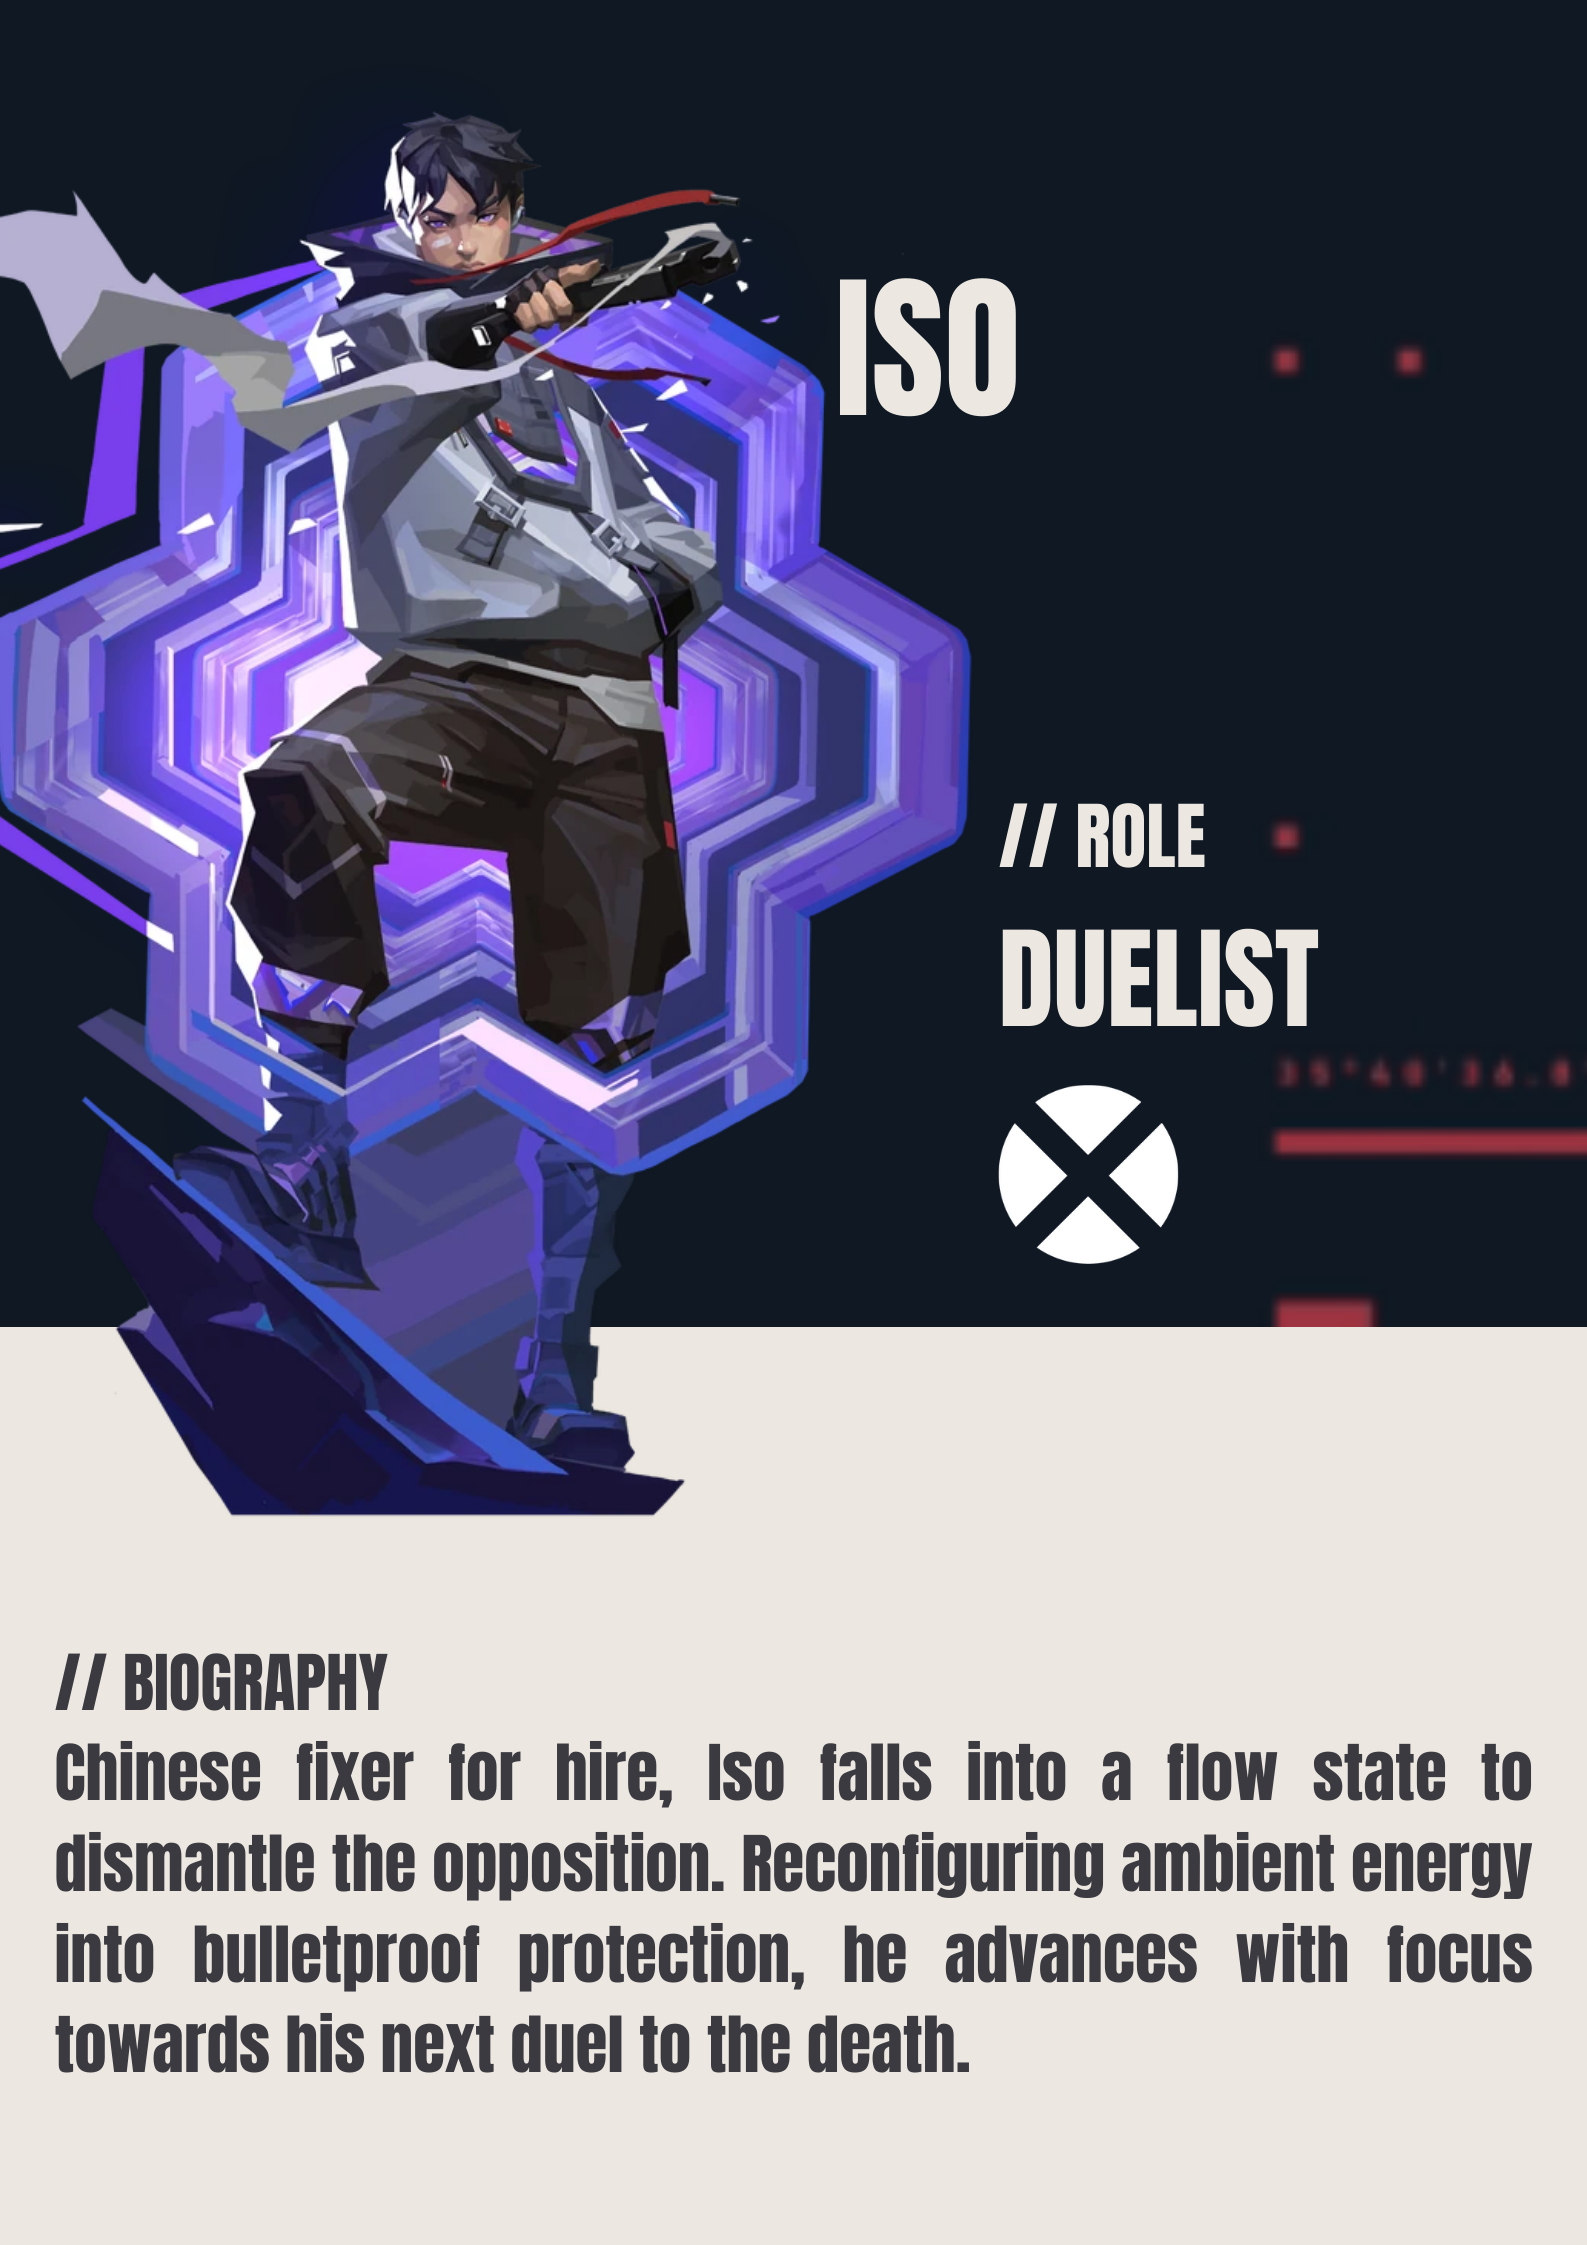 ISO
// ROLE
DUELIST
// BIOGRAPHY
Chinese fixer for hire, Iso falls into a flow state to
dismantle the opposition. Reconfiguring ambient energy
into bulletproof protection, he advances with focus
towards his next duel to the death.